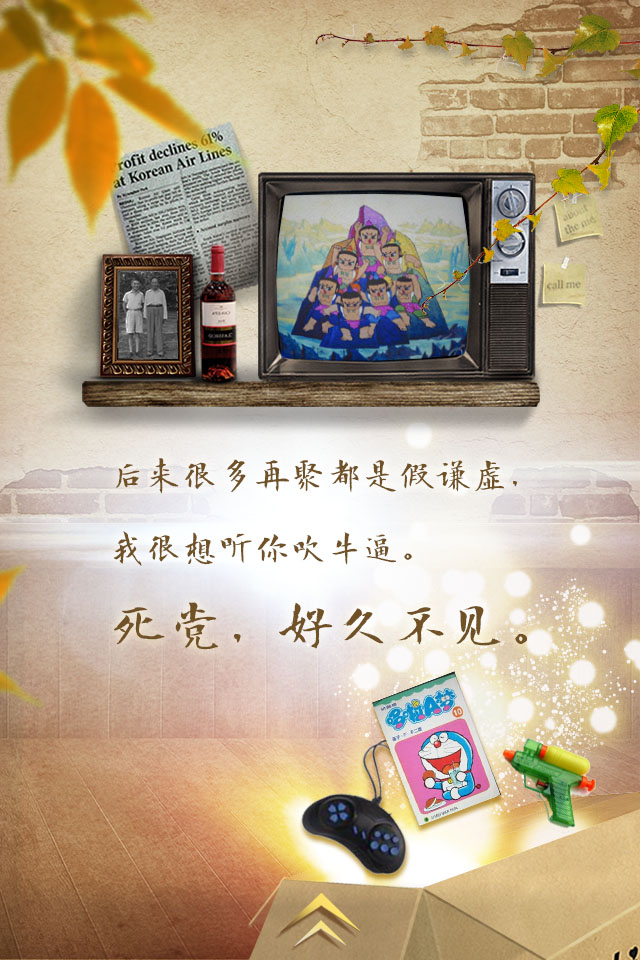 Profit declines 61%
at Korean Air Lines
about
the me
call me
后来很多再聚都是假谦虚，
我很想听你吹牛逼。
死党，好久不见。
哆啦A梦
10